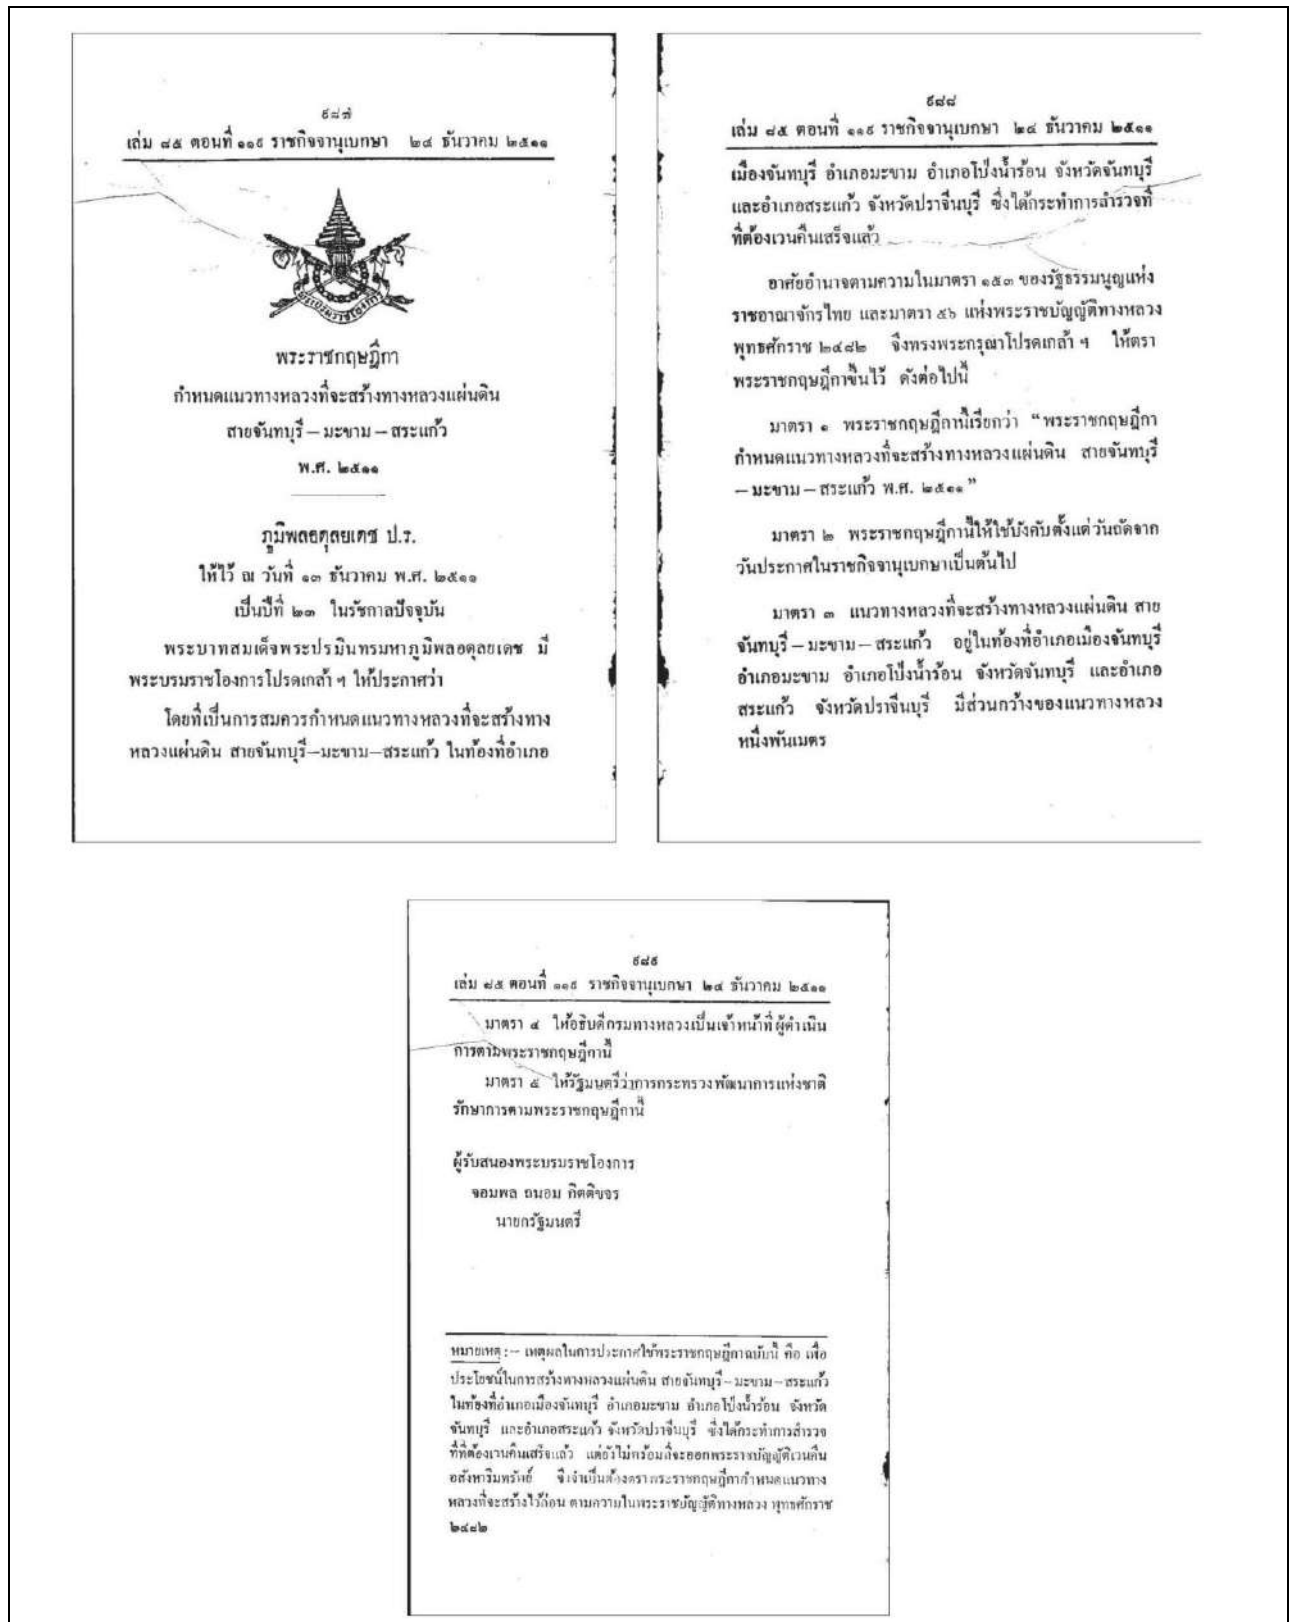 ๙๘๗
เล่ม ๘๕ ตอนที่ ๑๑๙ ราชกิจจานุเบกษา ๒๔ ธันวาคม ๒๕๑๑
พระบรมราชโองการ
พระราชกฤษฎีกา
กำหนดแนวทางหลวงที่จะสร้างทางหลวงแผ่นดิน
สายจันทบุรี – มะขาม – สระแก้ว
พ.ศ. ๒๕๑๑
ภูมิพลอดุลยเดช ป.ร.
ให้ไว้ ณ วันที่ ๑๓ ธันวาคม พ.ศ. ๒๕๑๑
เป็นปีที่ ๒๓ ในรัชกาลปัจจุบัน
พระบาทสมเด็จพระปรมินทรมหาภูมิพลอดุลยเดช มี
พระบรมราชโองการโปรดเกล้า ฯ ให้ประกาศว่า
โดยที่เป็นการสมควรกำหนดแนวทางหลวงที่จะสร้างทาง
หลวงแผ่นดิน สายจันทบุรี–มะขาม–สระแก้ว ในท้องที่อำเภอ
๙๘๘
เล่ม ๘๕ ตอนที่ ๑๑๙ ราชกิจจานุเบกษา ๒๔ ธันวาคม ๒๕๑๑
เมืองจันทบุรี อำเภอมะขาม อำเภอโป่งน้ำร้อน จังหวัดจันทบุรี
และอำเภอสระแก้ว จังหวัดปราจีนบุรี ซึ่งได้กระทำการสำรวจที่
ที่ต้องเวนคืนเสร็จแล้ว
อาศัยอำนาจตามความในมาตรา ๑๕๓ ของรัฐธรรมนูญแห่ง
ราชอาณาจักรไทย และมาตรา ๕๖ แห่งพระราชบัญญัติทางหลวง
พุทธศักราช ๒๔๘๒ จึงทรงพระกรุณาโปรดเกล้า ฯ ให้ตรา
พระราชกฤษฎีกาขึ้นไว้ ดังต่อไปนี้
มาตรา ๑ พระราชกฤษฎีกานี้เรียกว่า “พระราชกฤษฎีกา
กำหนดแนวทางหลวงที่จะสร้างทางหลวงแผ่นดิน สายจันทบุรี
– มะขาม – สระแก้ว พ.ศ. ๒๕๑๑”
มาตรา ๒ พระราชกฤษฎีกานี้ให้ใช้บังคับตั้งแต่วันถัดจาก
วันประกาศในราชกิจจานุเบกษาเป็นต้นไป
มาตรา ๓ แนวทางหลวงที่จะสร้างทางหลวงแผ่นดิน สาย
จันทบุรี – มะขาม – สระแก้ว อยู่ในท้องที่อำเภอเมืองจันทบุรี
อำเภอมะขาม อำเภอโป่งน้ำร้อน จังหวัดจันทบุรี และอำเภอ
สระแก้ว จังหวัดปราจีนบุรี มีส่วนกว้างของแนวทางหลวง
หนึ่งพันเมตร
๙๘๙
เล่ม ๘๕ ตอนที่ ๑๑๙ ราชกิจจานุเบกษา ๒๔ ธันวาคม ๒๕๑๑
มาตรา ๔ ให้อธิบดีกรมทางหลวงเป็นเจ้าหน้าที่ผู้ดำเนิน
การตามพระราชกฤษฎีกานี้
มาตรา ๕ ให้รัฐมนตรีว่าการกระทรวงพัฒนาการแห่งชาติ
รักษาการตามพระราชกฤษฎีกานี้
ผู้รับสนองพระบรมราชโองการ
จอมพล ถนอม กิตติขจร
นายกรัฐมนตรี
หมายเหตุ :– เหตุผลในการประกาศใช้พระราชกฤษฎีกาฉบับนี้ คือ เพื่อ
ประโยชน์ในการสร้างทางหลวงแผ่นดิน สายจันทบุรี–มะขาม–สระแก้ว
ในท้องที่อำเภอเมืองจันทบุรี อำเภอมะขาม อำเภอโป่งน้ำร้อน จังหวัด
จันทบุรี และอำเภอสระแก้ว จังหวัดปราจีนบุรี ซึ่งได้กระทำการสำรวจ
ที่ที่ต้องเวนคืนเสร็จแล้ว แต่ยังไม่พร้อมที่จะออกพระราชบัญญัติเวนคืน
อสังหาริมทรัพย์ จึงจำเป็นต้องตราพระราชกฤษฎีกากำหนดแนวทาง
หลวงที่จะสร้างไว้ก่อน ตามความในพระราชบัญญัติทางหลวง พุทธศักราช
๒๔๘๒